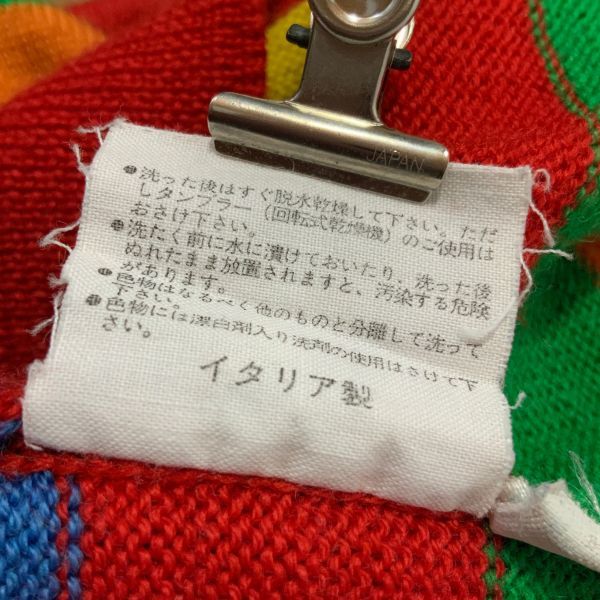 JAPAN
●洗った後はすぐ脱水乾燥して下さい。ただ
しタンブラー（回転式乾燥機）のご使用は
おさけ下さい。
●洗たく前に水に漬けておいたり、洗った後
ぬれたまま放置されますと、汚染する危険
があります。
●色物はなるべく他のものと分離して洗って
下さい。
●色物には漂白剤入り洗剤の使用はさけて下
さい。
イタリア製